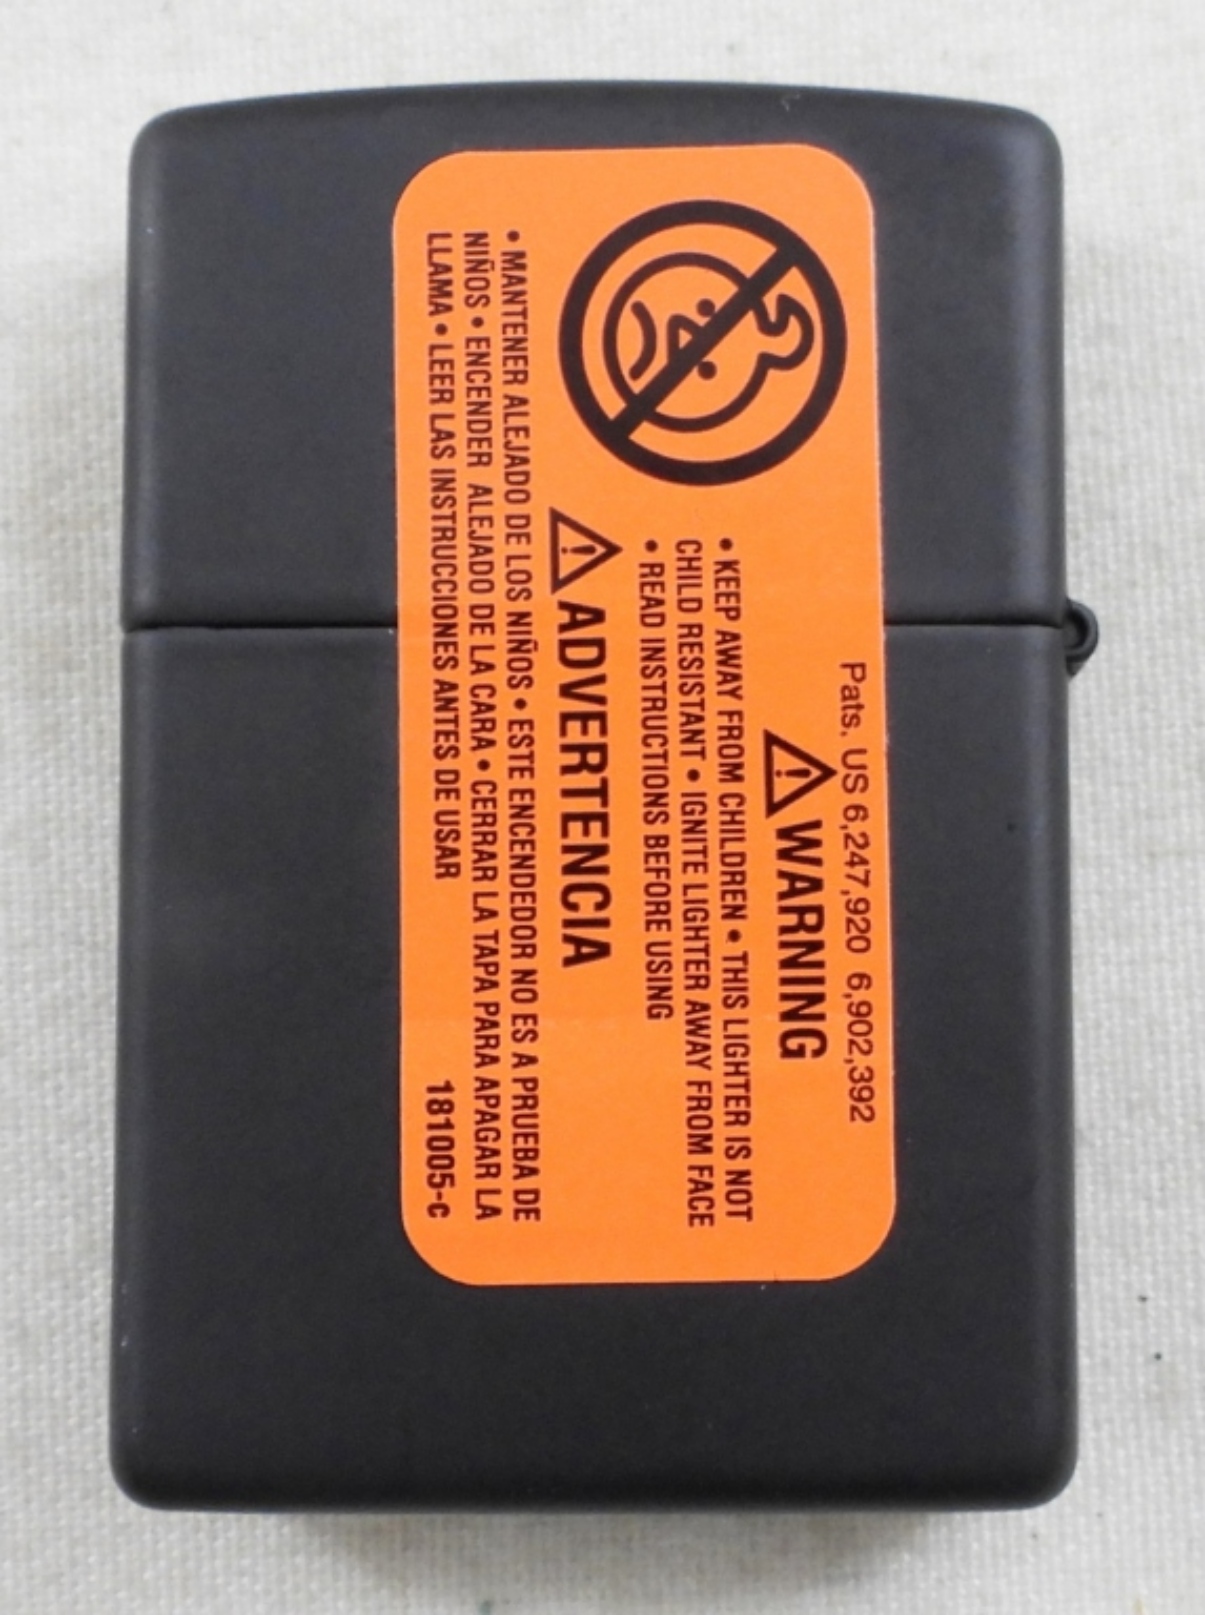 Pats. US 6,247,920 6,902,392
WARNING
• KEEP AWAY FROM CHILDREN • THIS LIGHTER IS NOT
CHILD RESISTANT • IGNITE LIGHTER AWAY FROM FACE
• READ INSTRUCTIONS BEFORE USING
ADVERTENCIA
• MANTENER ALEJADO DE LOS NIÑOS • ESTE ENCENDEDOR NO ES A PRUEBA DE
NIÑOS • ENCENDER ALEJADO DE LA CARA • CERRAR LA TAPA PARA APAGAR LA
LLAMA • LEER LAS INSTRUCCIONES ANTES DE USAR 181005-c